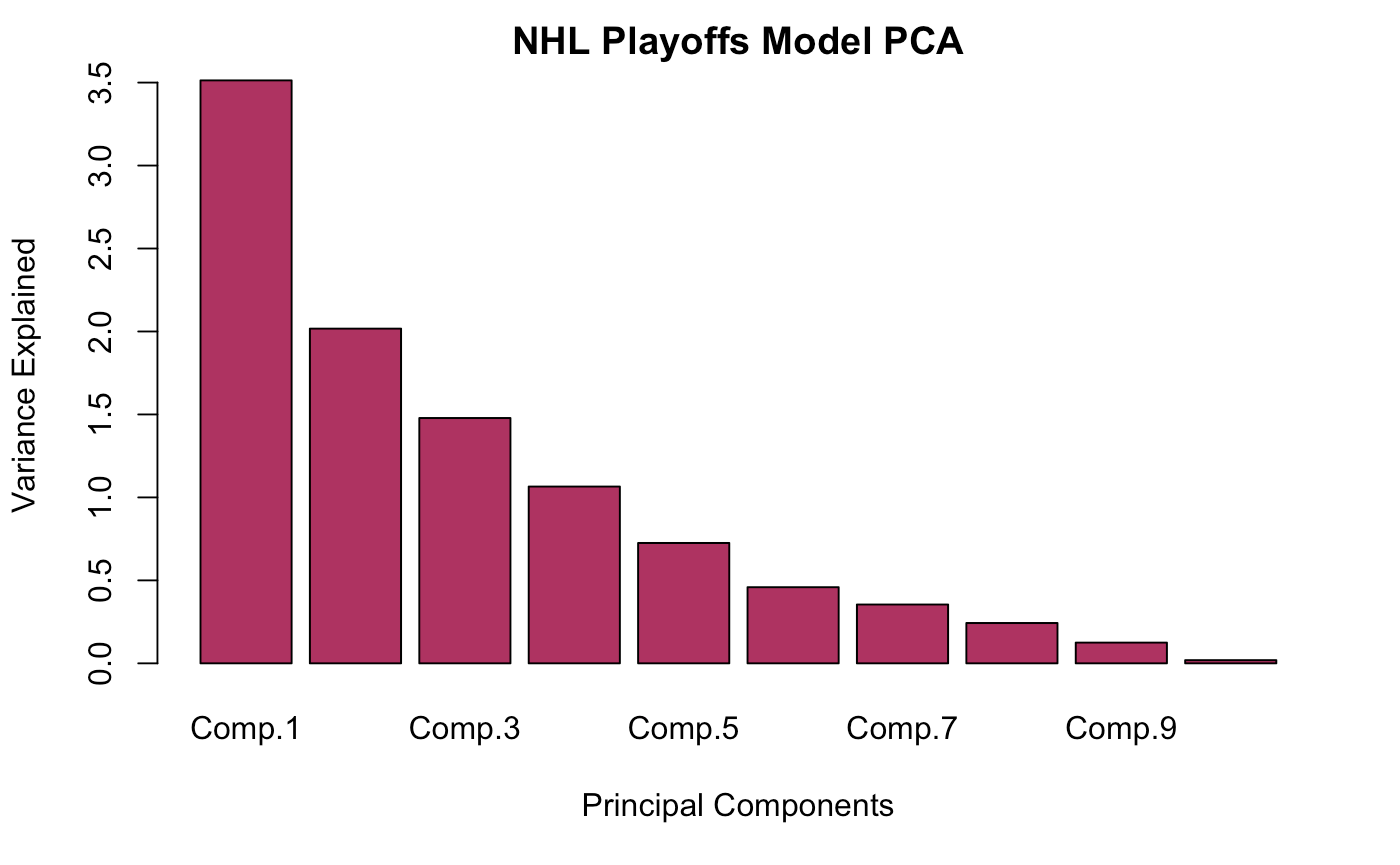 NHL Playoffs Model PCA
Variance Explained
3.5
3.0
2.5
2.0
1.5
1.0
0.5
0.0
Comp.1 Comp.3 Comp.5 Comp.7 Comp.9
Principal Components